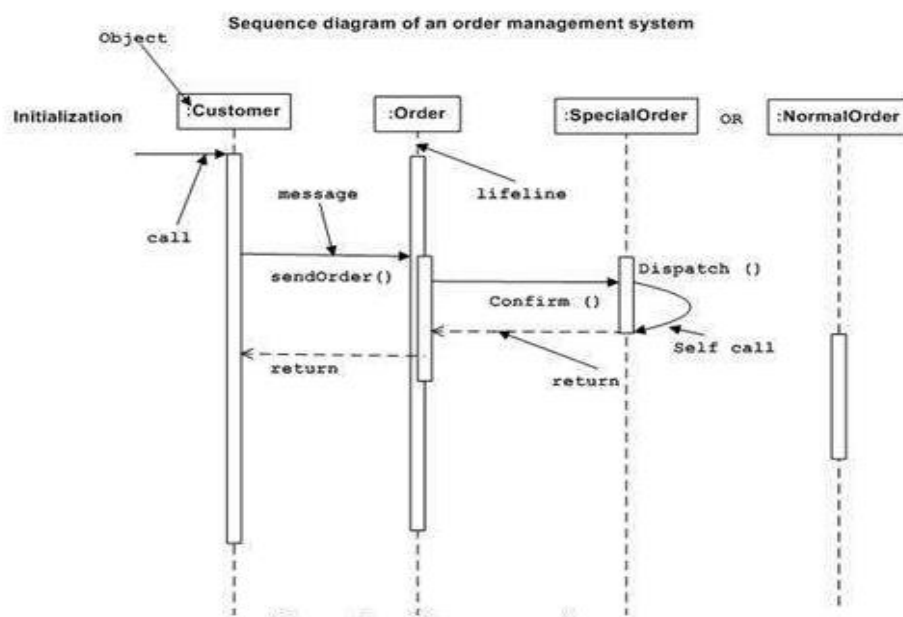 Sequence diagram of an order management system
Object
Initialization
:Customer
:Order
:SpecialOrder
OR
:NormalOrder
message
lifeline
call
sendOrder()
Dispatch ()
Confirm ()
Self call
return
return